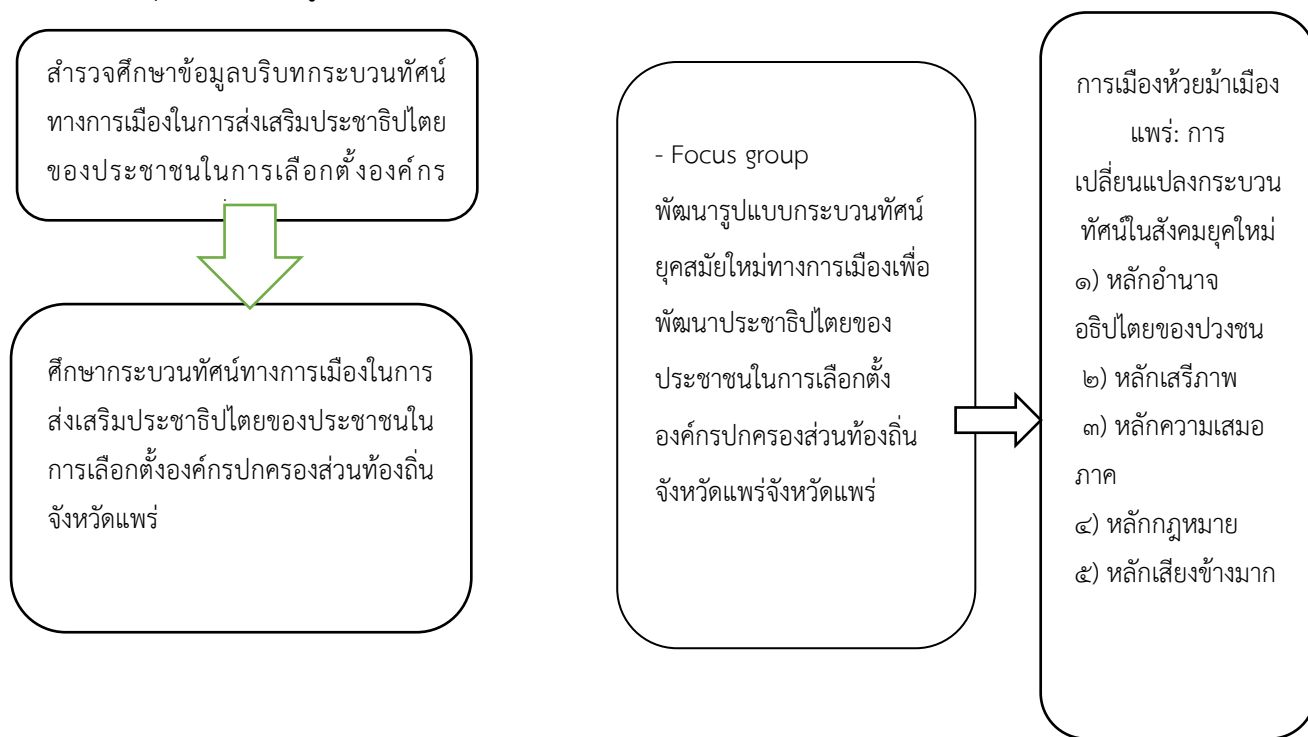 สำรวจศึกษาข้อมูลบริบทกระบวนทัศน์
ทางการเมืองในการส่งเสริมประชาธิปไตย
ของประชาชนในการเลือกตั้งองค์กร
ศึกษากระบวนทัศน์ทางการเมืองในการ
ส่งเสริมประชาธิปไตยของประชาชนใน
การเลือกตั้งองค์กรปกครองส่วนท้องถิ่น
จังหวัดแพร่
- Focus group
พัฒนารูปแบบกระบวนทัศน์
ยุคสมัยใหม่ทางการเมืองเพื่อ
พัฒนาประชาธิปไตยของ
ประชาชนในการเลือกตั้ง
องค์กรปกครองส่วนท้องถิ่น
จังหวัดแพร่จังหวัดแพร่
การเมืองห้วยม้าเมือง
แพร่: การ
เปลี่ยนแปลงกระบวน
ทัศน์ในสังคมยุคใหม่
๑) หลักอำนาจ
อธิปไตยของปวงชน
๒) หลักเสรีภาพ
๓) หลักความเสมอ
ภาค
๔) หลักกฎหมาย
๕) หลักเสียงข้างมาก